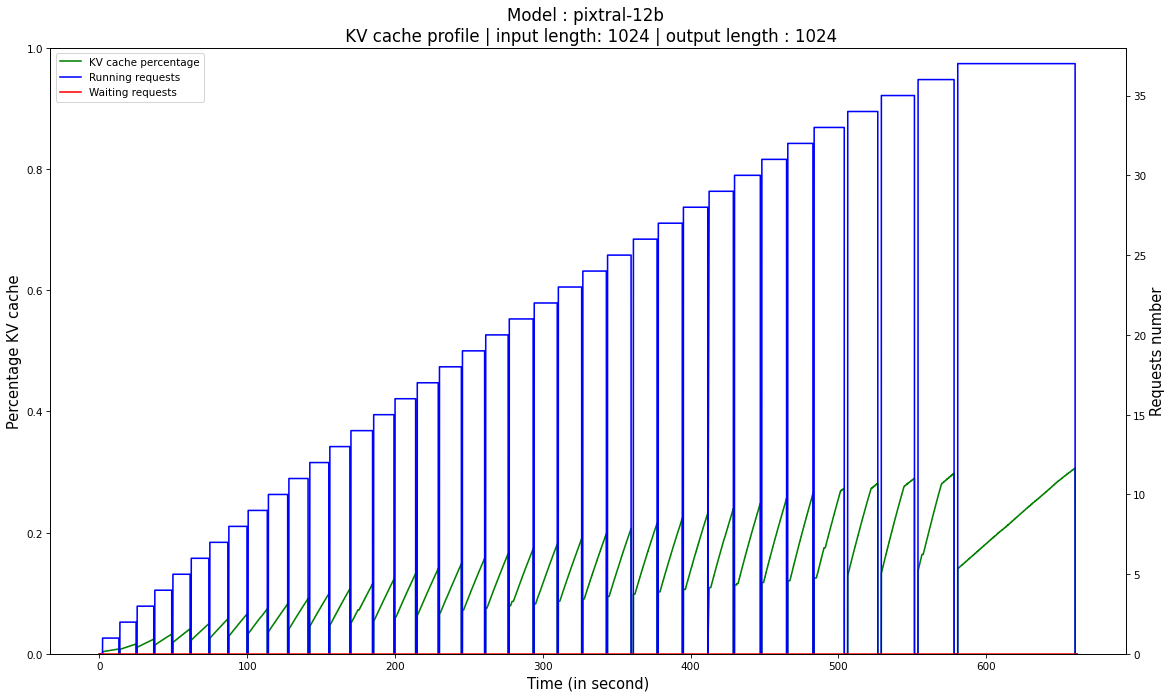 Model : pixtral-12b
KV cache profile | input length: 1024 | output length : 1024
KV cache percentage
Running requests
Waiting requests
Percentage KV cache
1.0
0.8
0.6
0.4
0.2
0.0
0
100
200
300
400
500
600
Time (in second)
35
30
25
20
15
10
5
0
Requests number